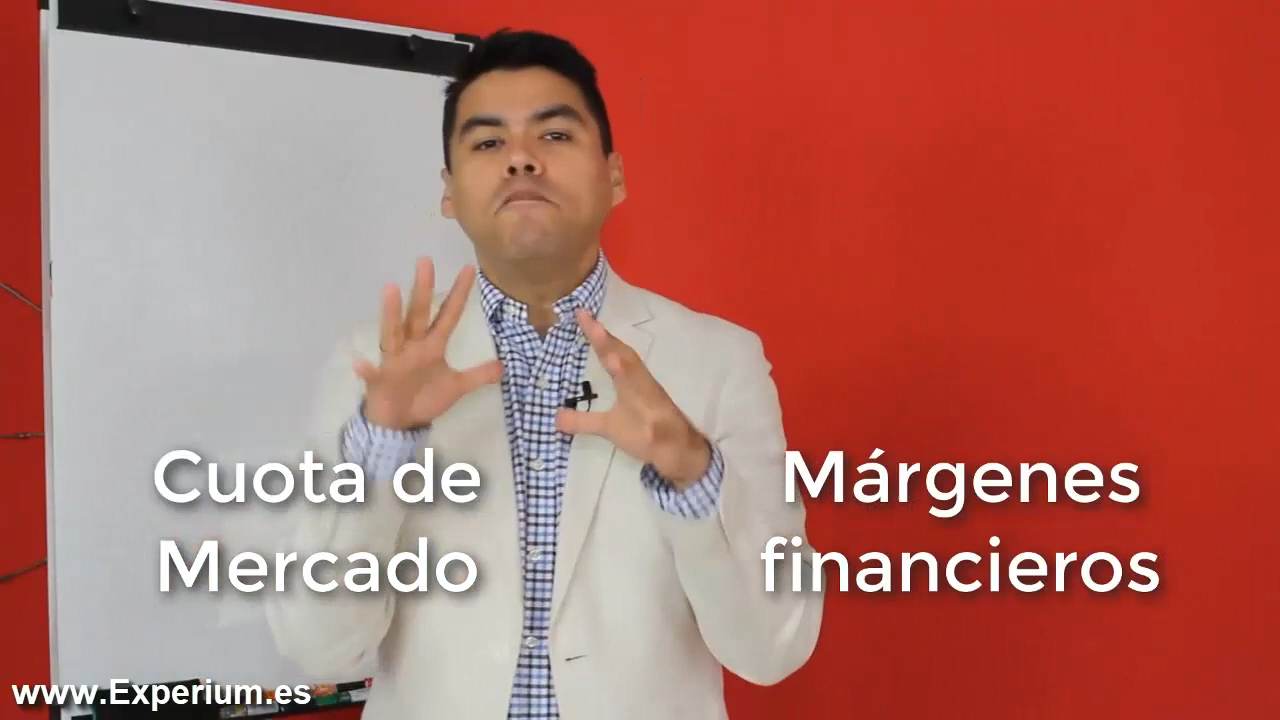 Cuota de
Mercado
Márgenes
financieros
www.Experium.es